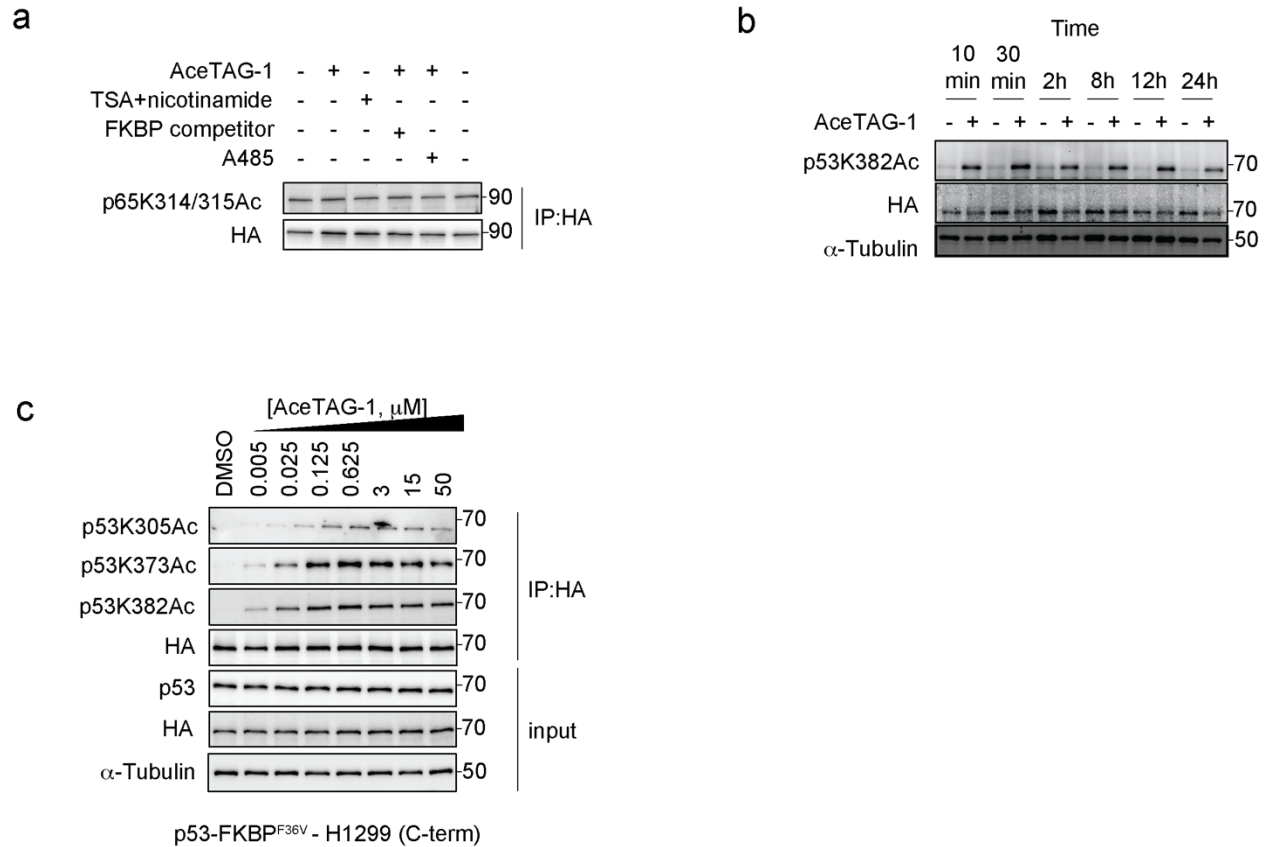 a
AceTAG-1 - + - + + -
TSA+nicotinamide - - + - - -
FKBP competitor - - - + - -
A485 - - - - + -
p65K314/315Ac -90
HA -90
IP:HA
b
Time
10 min 30 min 2h 8h 12h 24h
AceTAG-1 - + - + - + - + - + - +
p53K382Ac -70
HA -70
α-Tubulin -50
c
[AceTAG-1, μM]
DMSO 0.005 0.025 0.125 0.625 3 15 50
p53K305Ac -70
p53K373Ac -70
p53K382Ac -70
HA -70
IP:HA
p53 -70
HA -70
α-Tubulin -50
input
p53-FKBPF36V - H1299 (C-term)